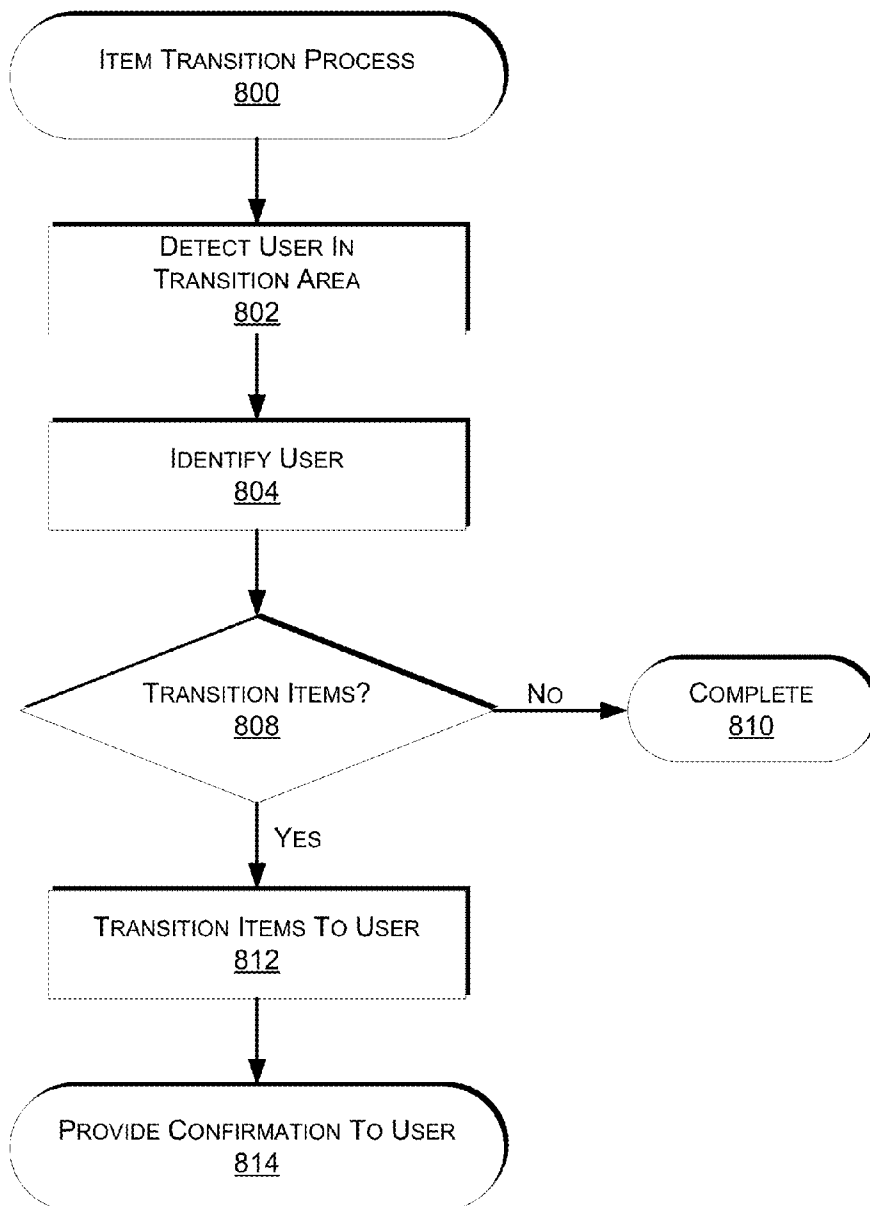 ITEM TRANSITION PROCESS
800
DETECT USER IN
TRANSITION AREA
802
IDENTIFY USER
804
TRANSITION ITEMS?
808
NO
COMPLETE
810
YES
TRANSITION ITEMS TO USER
812
PROVIDE CONFIRMATION TO USER
814